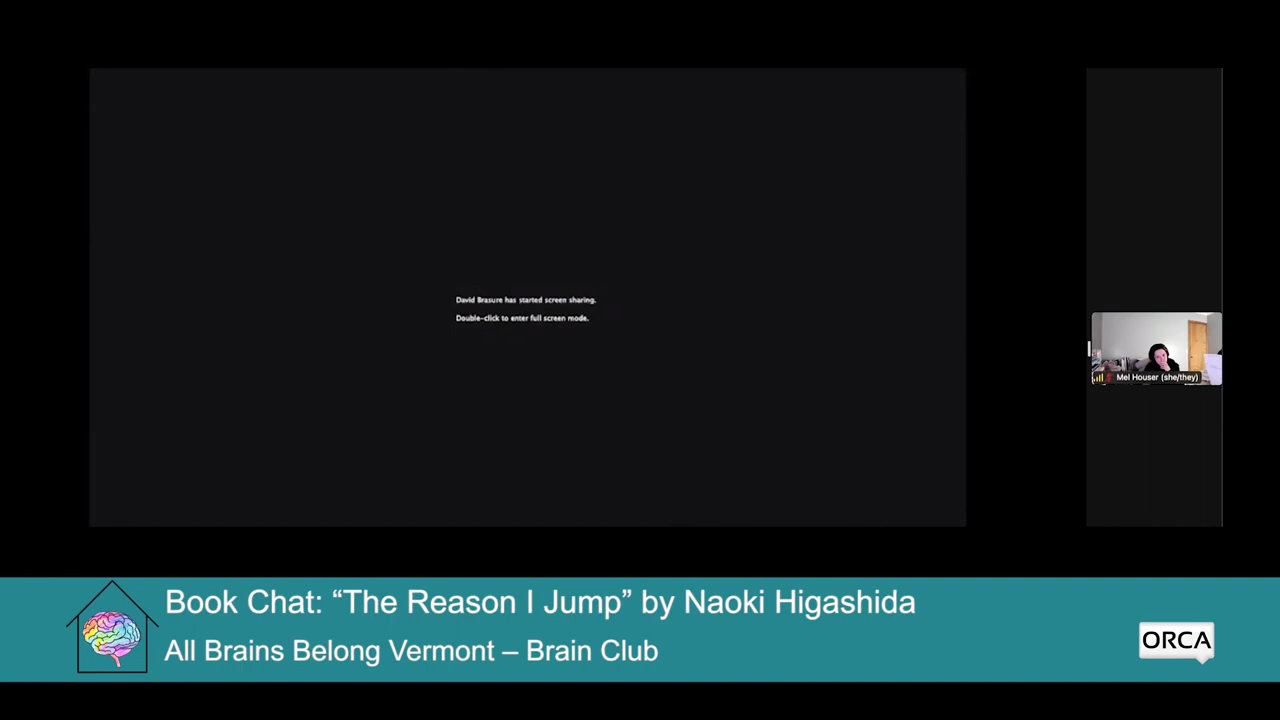 David Brasure has started screen sharing.
Double-click to enter full screen mode.
Mel Houser (she/they)
Book Chat: “The Reason I Jump” by Naoki Higashida
All Brains Belong Vermont – Brain Club
ORCA